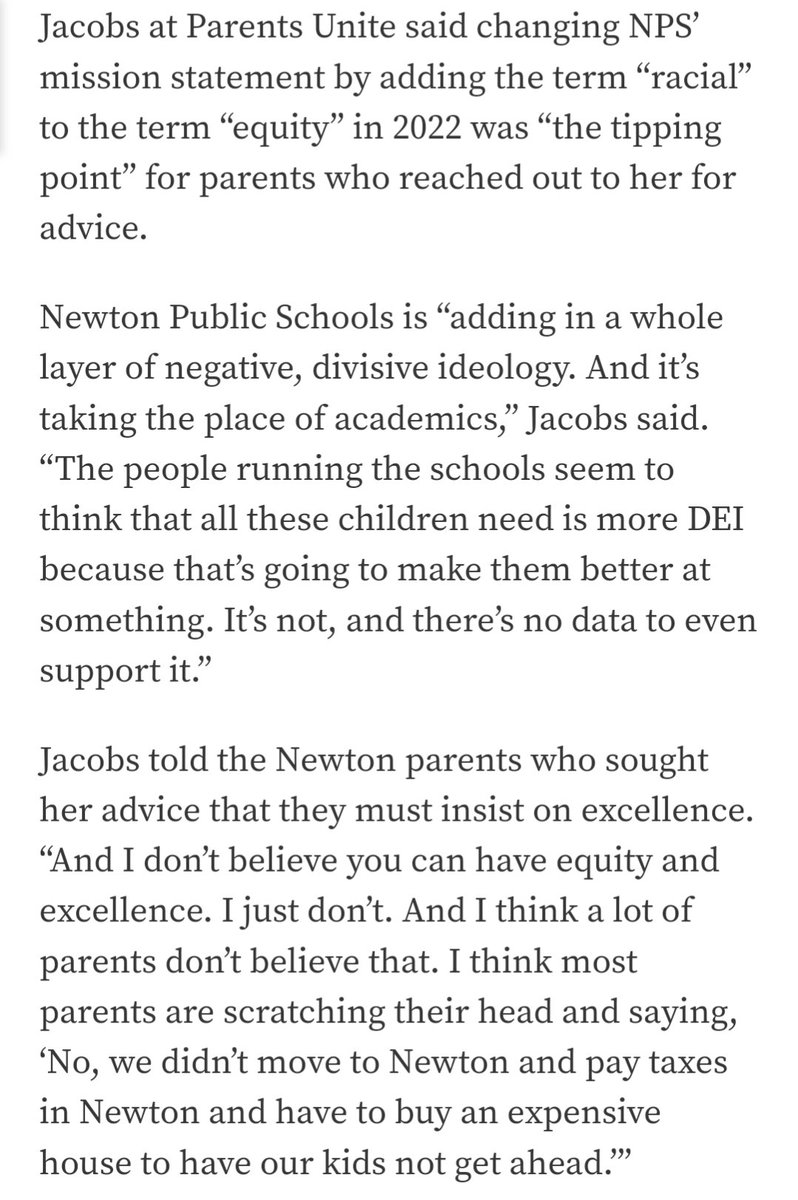 Jacobs at Parents Unite said changing NPS’
mission statement by adding the term “racial”
to the term “equity” in 2022 was “the tipping
point” for parents who reached out to her for
advice.
Newton Public Schools is “adding in a whole
layer of negative, divisive ideology. And it’s
taking the place of academics,” Jacobs said.
“The people running the schools seem to
think that all these children need is more DEI
because that’s going to make them better at
something. It’s not, and there’s no data to even
support it.”
Jacobs told the Newton parents who sought
her advice that they must insist on excellence.
“And I don’t believe you can have equity and
excellence. I just don’t. And I think a lot of
parents don’t believe that. I think most
parents are scratching their head and saying,
‘No, we didn’t move to Newton and pay taxes
in Newton and have to buy an expensive
house to have our kids not get ahead.’”